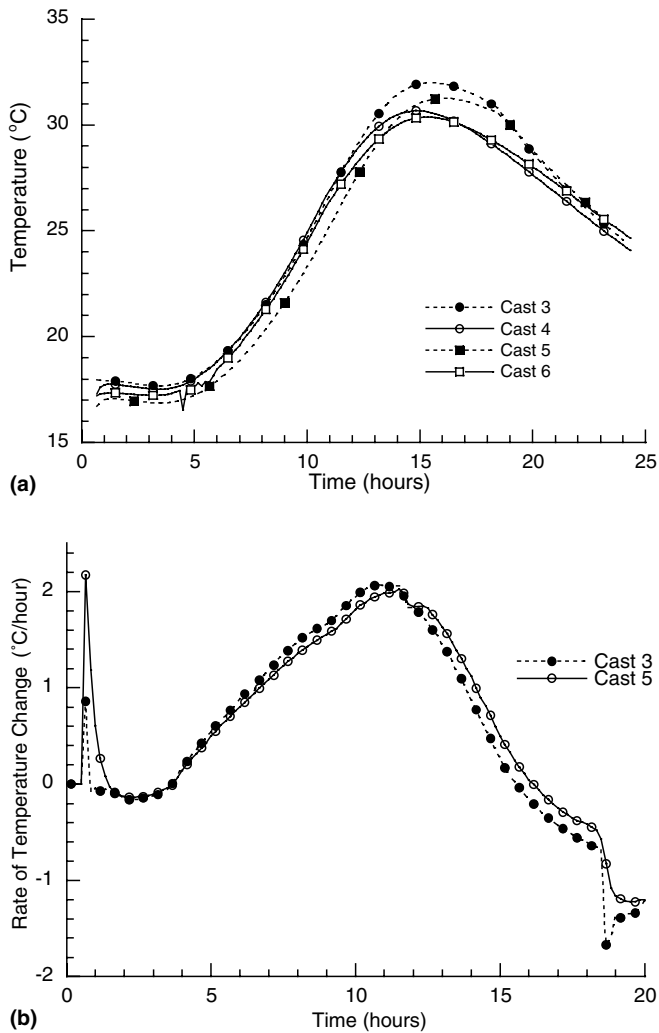 35
30
25
20
15
Temperature (°C)
Cast 3
Cast 4
Cast 5
Cast 6
0
5
10
15
20
25
Time (hours)
(a)
2
1
0
-1
-2
Rate of Temperature Change (°C/hour)
Cast 3
Cast 5
0
5
10
15
20
Time (hours)
(b)